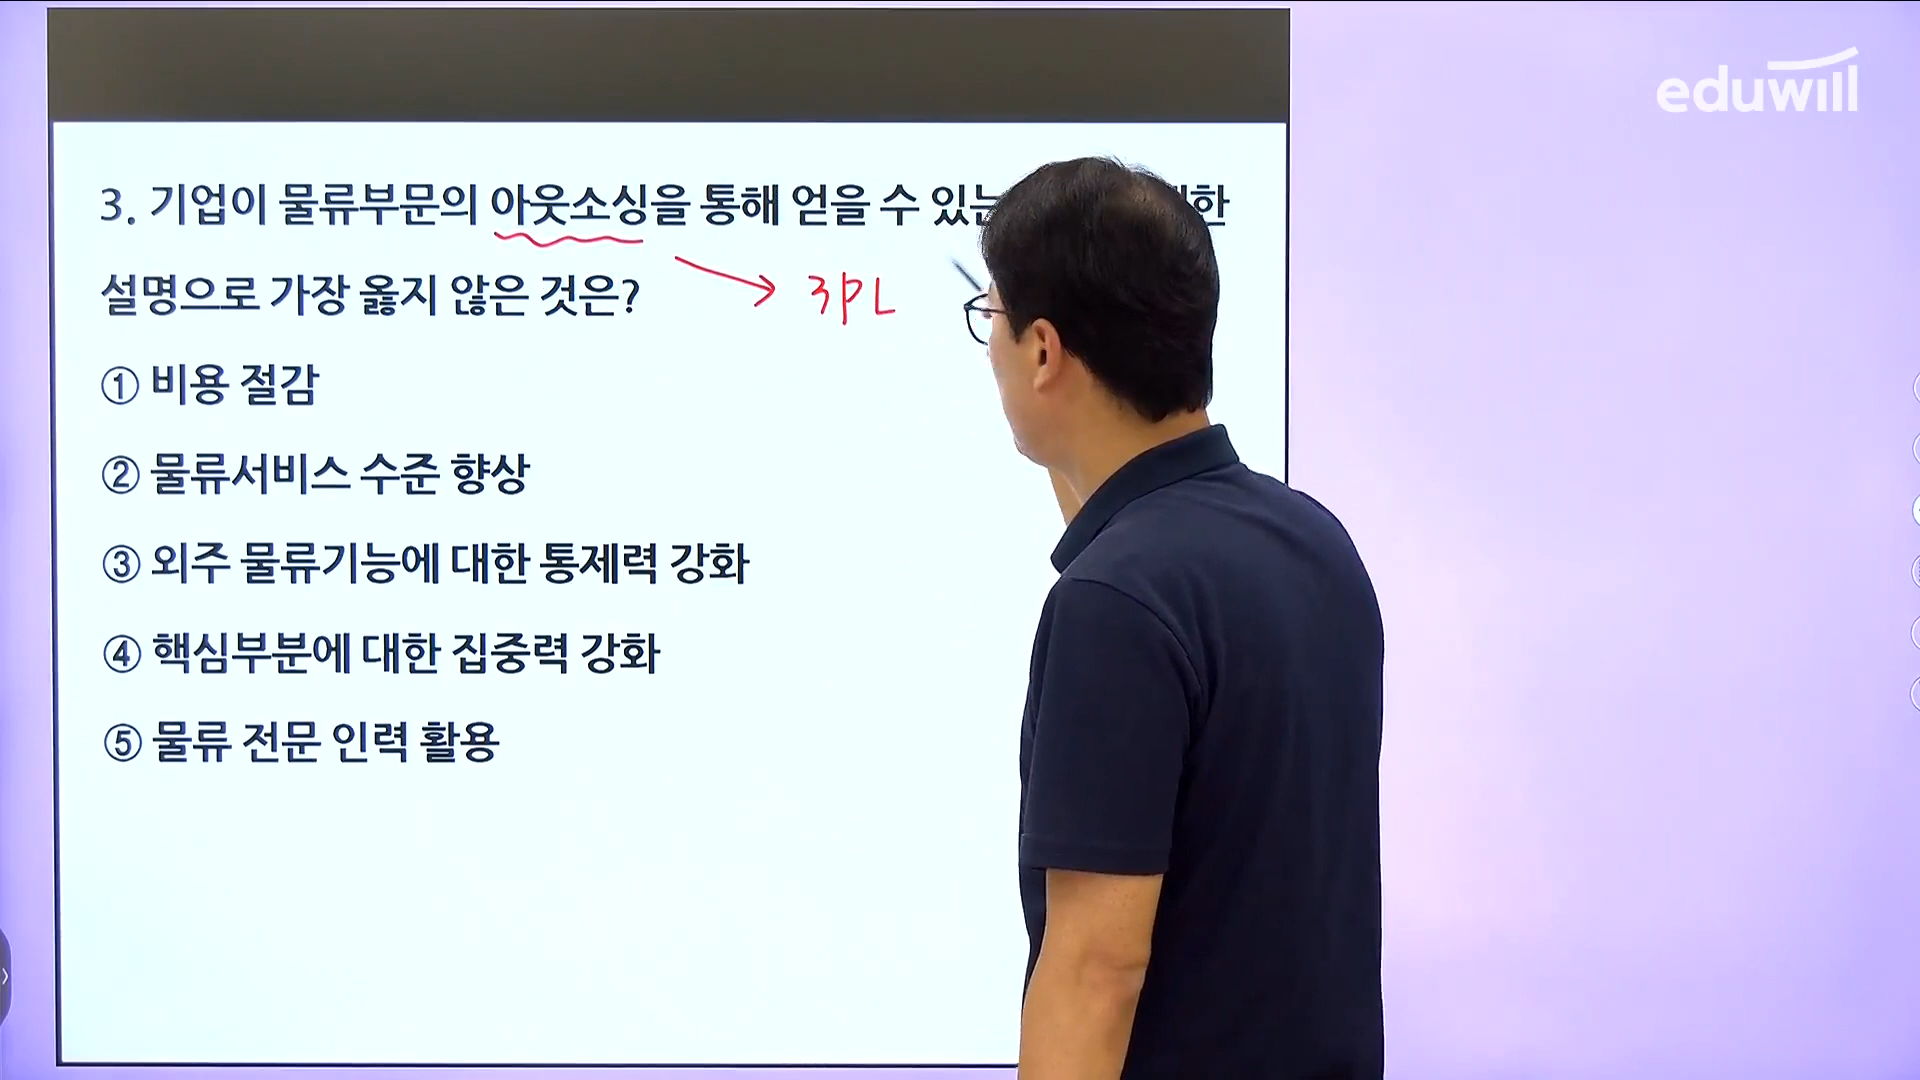 eduwill
3. 기업이 물류부문의 아웃소싱을 통해 얻을 수 있는
설명으로 가장 옳지 않은 것은?
3PL
① 비용 절감
② 물류서비스 수준 향상
③ 외주 물류기능에 대한 통제력 강화
④ 핵심부분에 대한 집중력 강화
⑤ 물류 전문 인력 활용